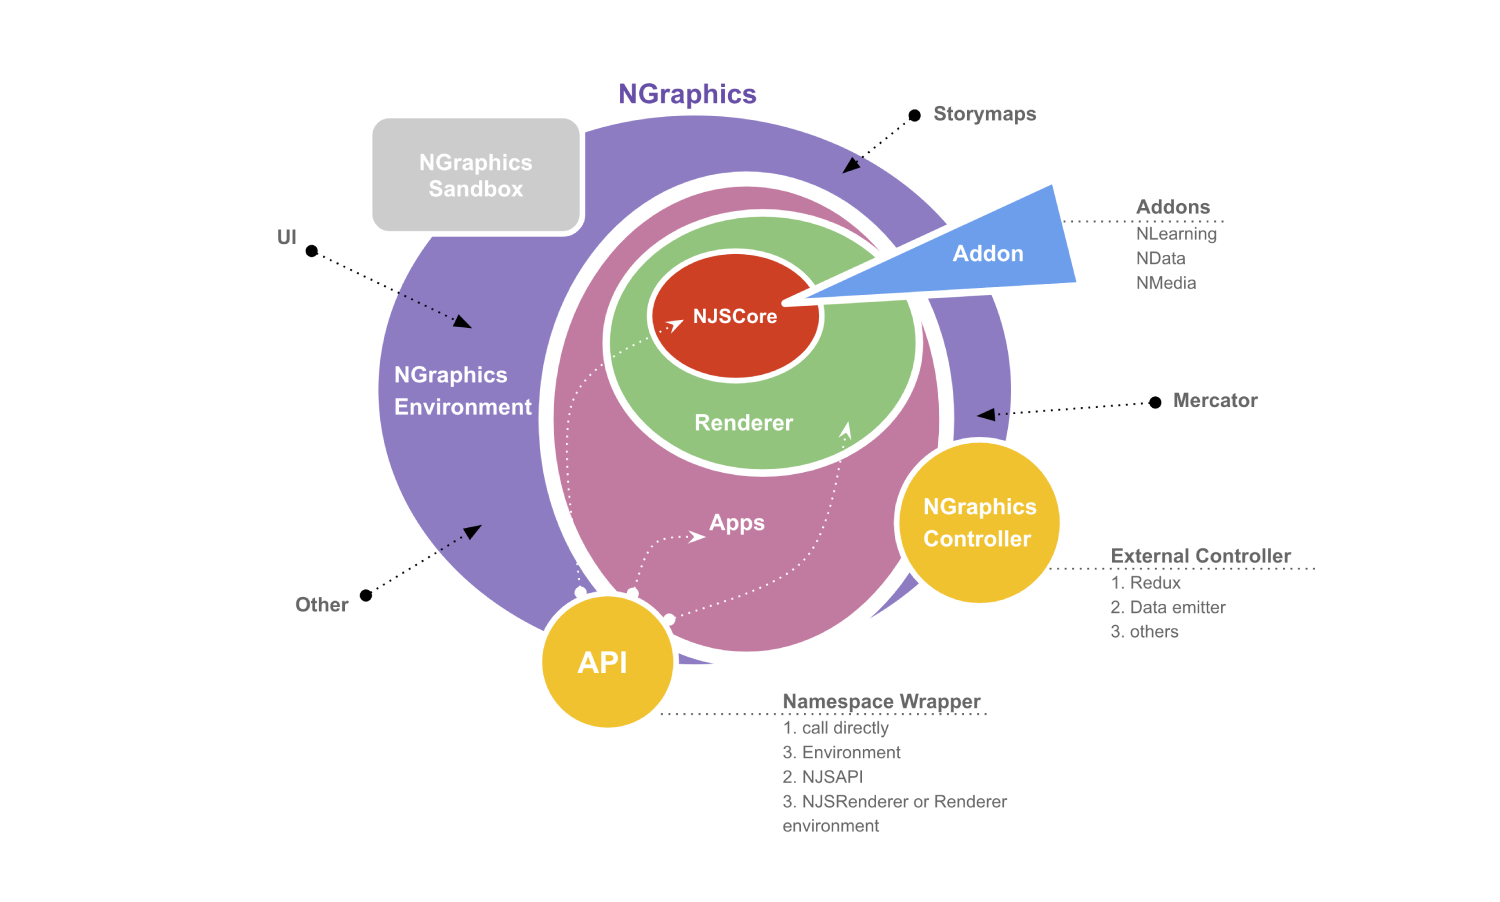 NGraphics
Storymaps
NGraphics
Sandbox
Addons
NLearning
NData
NMedia
UI
Addon
NJSCore
NGraphics
Environment
Mercator
Renderer
NGraphics
Controller
Apps
External Controller
1. Redux
2. Data emitter
3. others
Other
API
Namespace Wrapper
1. call directly
3. Environment
2. NJSAPI
3. NJSRenderer or Renderer
environment